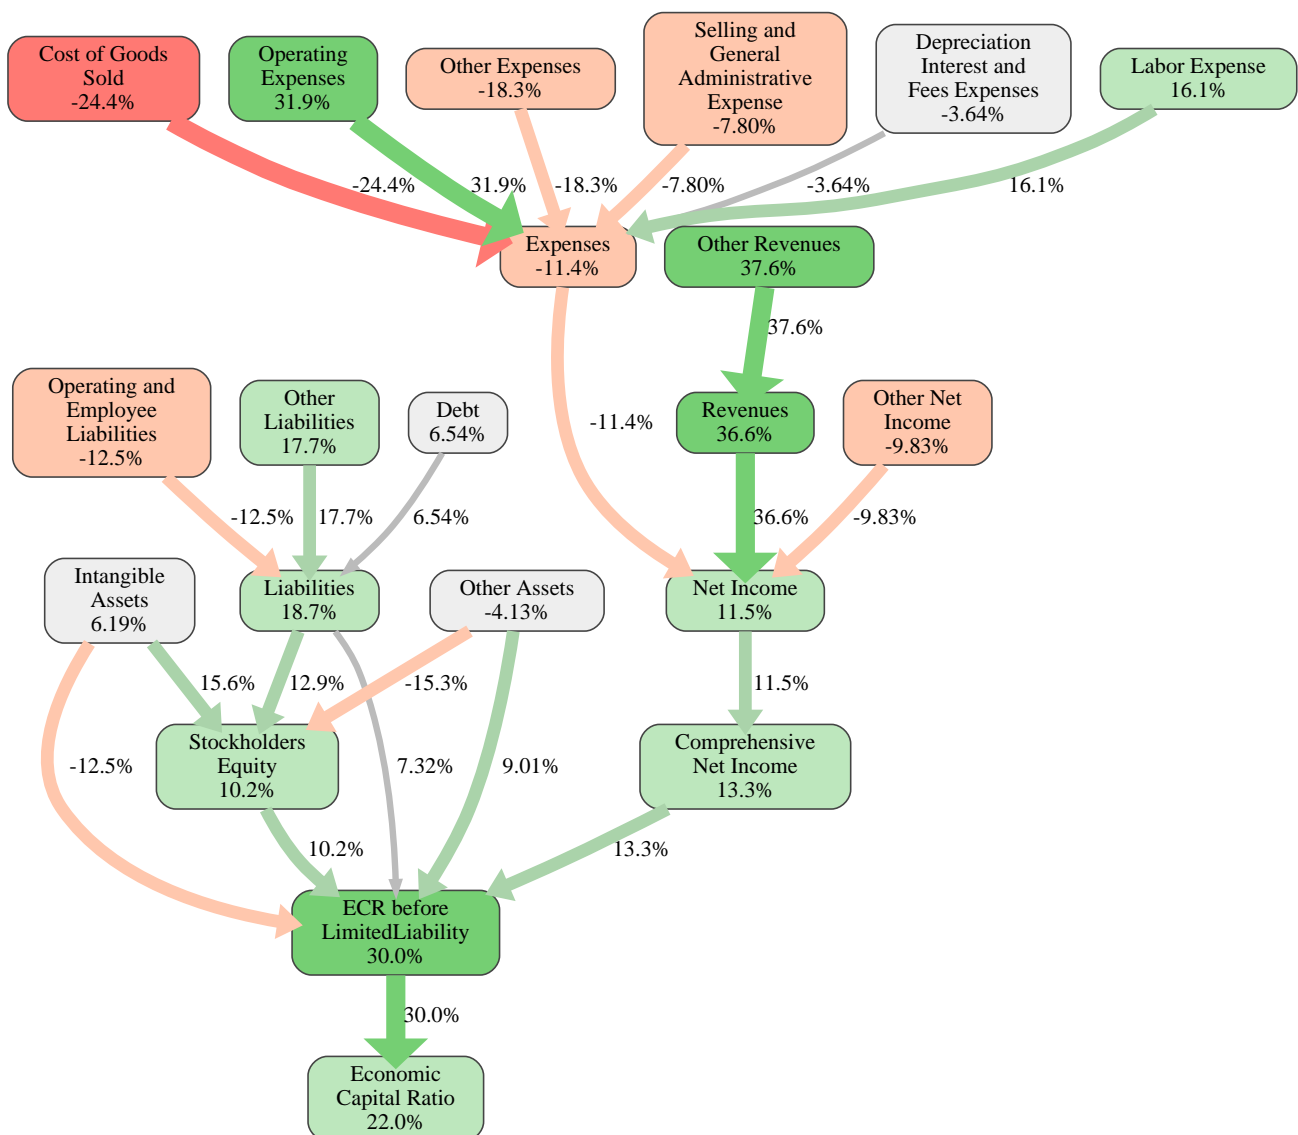 Cost of Goods
Sold
-24.4%
Operating
Expenses
31.9%
Other Expenses
-18.3%
Selling and
General
Administrative
Expense
-7.80%
Depreciation
Interest and
Fees Expenses
-3.64%
Labor Expense
16.1%
-24.4%
31.9%
-18.3%
-7.80%
-3.64%
16.1%
Expenses
-11.4%
Other Revenues
37.6%
37.6%
Operating and
Employee
Liabilities
-12.5%
Other
Liabilities
17.7%
Debt
6.54%
-11.4%
Revenues
36.6%
Other Net
Income
-9.83%
-12.5%
17.7%
6.54%
36.6%
-9.83%
Intangible
Assets
6.19%
Liabilities
18.7%
Other Assets
-4.13%
Net Income
11.5%
15.6%
12.9%
-15.3%
11.5%
-12.5%
Stockholders
Equity
10.2%
7.32%
9.01%
Comprehensive
Net Income
13.3%
10.2%
13.3%
ECR before
LimitedLiability
30.0%
30.0%
Economic
Capital Ratio
22.0%